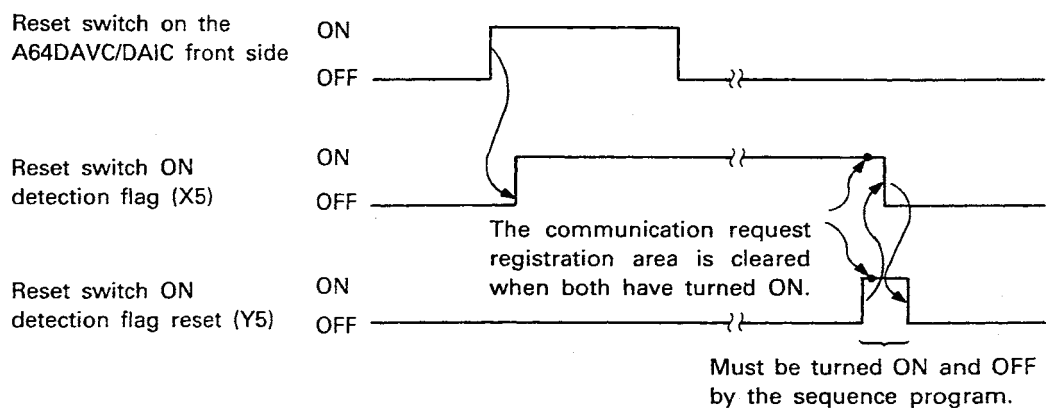 Reset switch on the
A64DAVC/DAIC front side
ON
OFF
Reset switch ON
detection flag (X5)
ON
OFF
The communication request
registration area is cleared
when both have turned ON.
Reset switch ON
detection flag reset (Y5)
ON
OFF
Must be turned ON and OFF
by the sequence program.